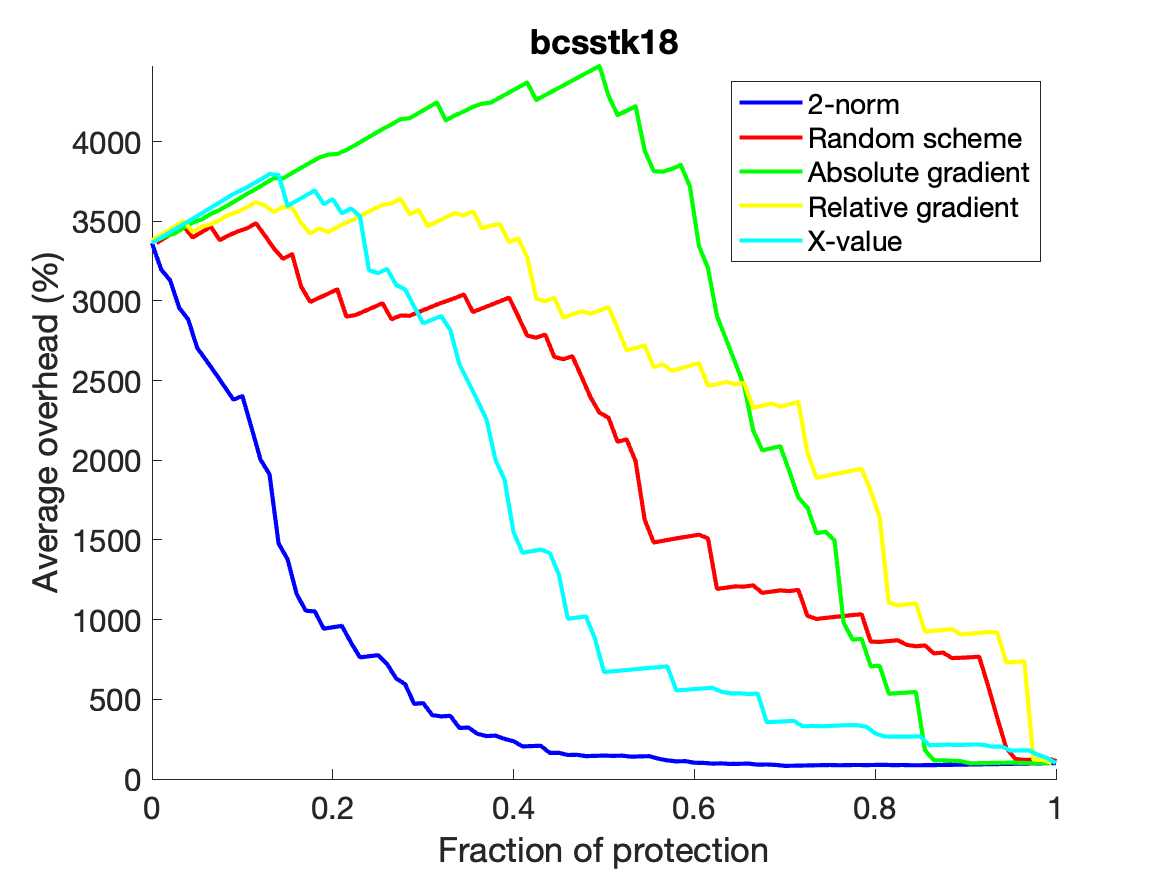 bcsstk18
2-norm
Random scheme
Absolute gradient
Relative gradient
X-value
Average overhead (%)
4000
3500
3000
2500
2000
1500
1000
500
0
0 0.2 0.4 0.6 0.8 1
Fraction of protection